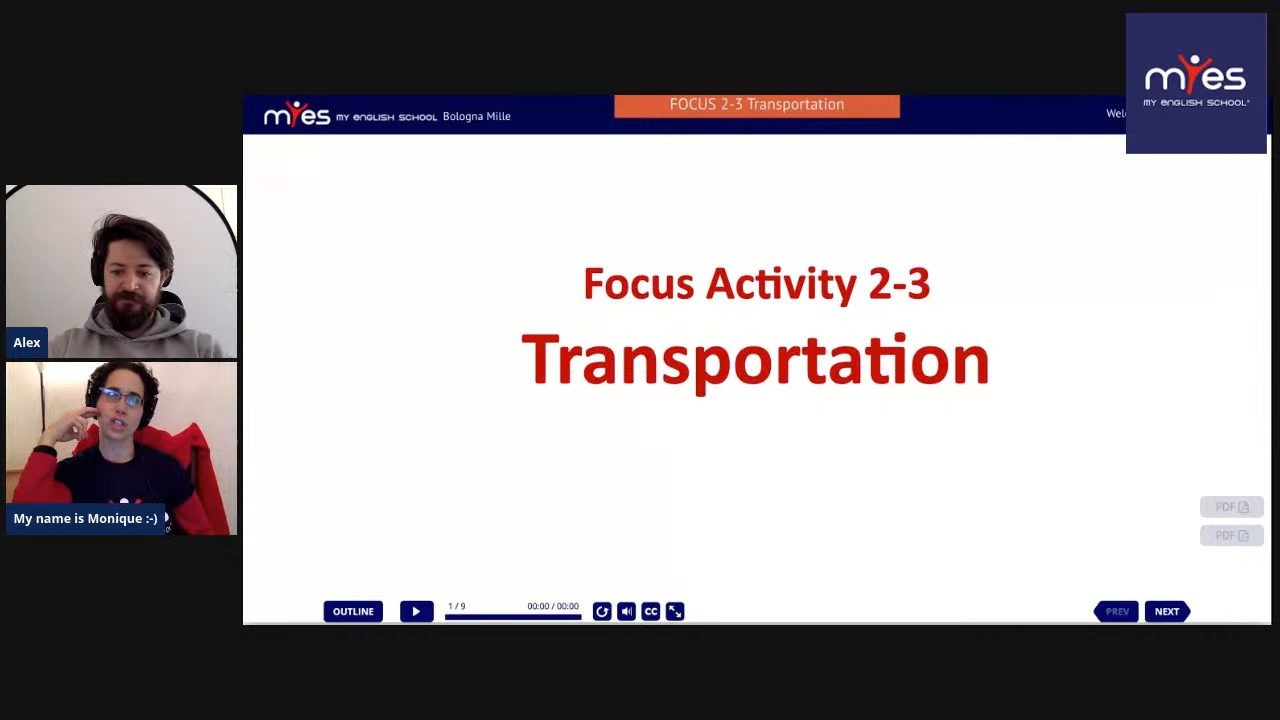 myes
MY ENGLISH SCHOOL®
FOCUS 2-3 Transportation
myes MY ENGLISH SCHOOL Bologna Mille
Focus Activity 2-3
Transportation
Alex
My name is Monique :-)
PDF
PDF
OUTLINE
1 / 9
00:00 / 00:00
CC
PREV
NEXT